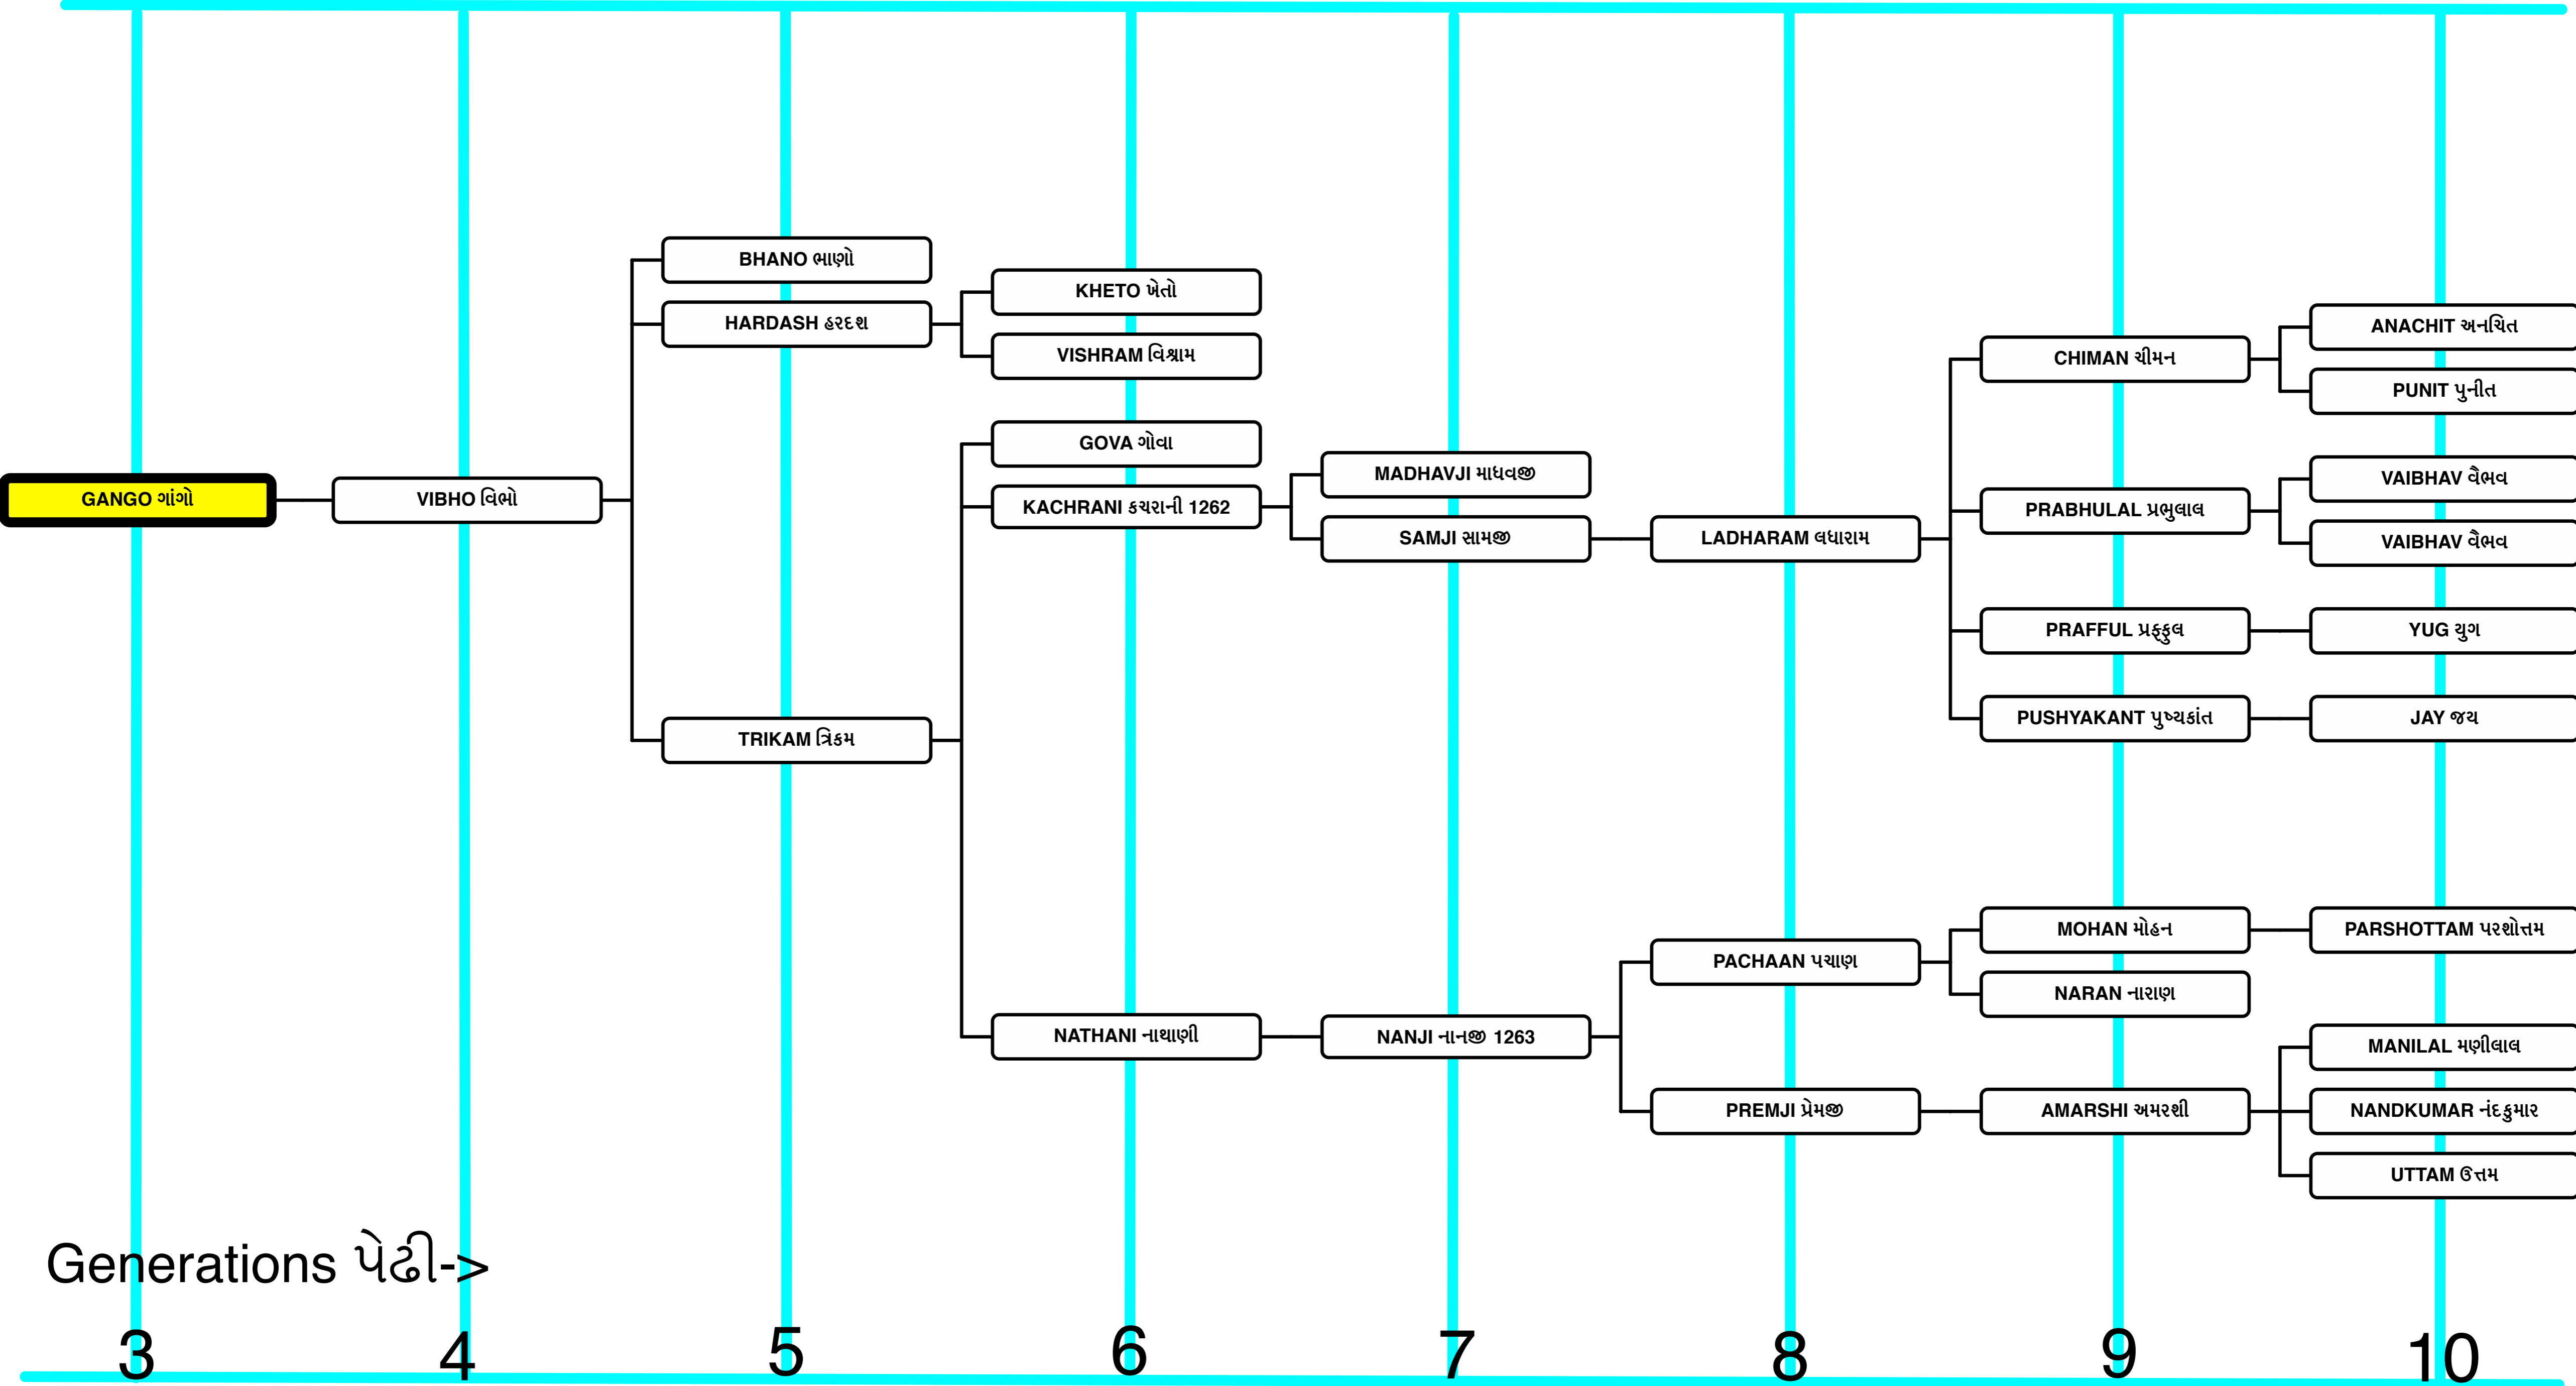 BHANO ભાણો
KHETO ખેતો
HARDASH હરદશ
ANACHIT અનચિત
VISHRAM વિશ્રામ
CHIMAN ચીમન
PUNIT પુનીત
GOVA ગોવા
MADHAVJI માધવજી
VAIBHAV વૈભવ
GANGO ગાંગો
VIBHO વિભો
KACHRANI કચરાની 1262
PRABHULAL પ્રભુલાલ
SAMJI સામજી
LADHARAM લધારામ
VAIBHAV વૈભવ
PRAFFUL પ્રફ્ફુલ
YUG યુગ
PUSHYAKANT પુષ્યકાંત
JAY જય
TRIKAM ત્રિકમ
MOHAN મોહન
PARSHOTTAM પરશોત્તમ
PACHAAN પચાણ
NARAN નારાણ
NATHANI નાથાણી
NANJI નાનજી 1263
MANILAL મણીલાલ
PREMJI પ્રેમજી
AMARSHI અમરશી
NANDKUMAR નંદકુમાર
UTTAM ઉત્તમ
Generations પેઢી->
3 4 5 6 7 8 9 10